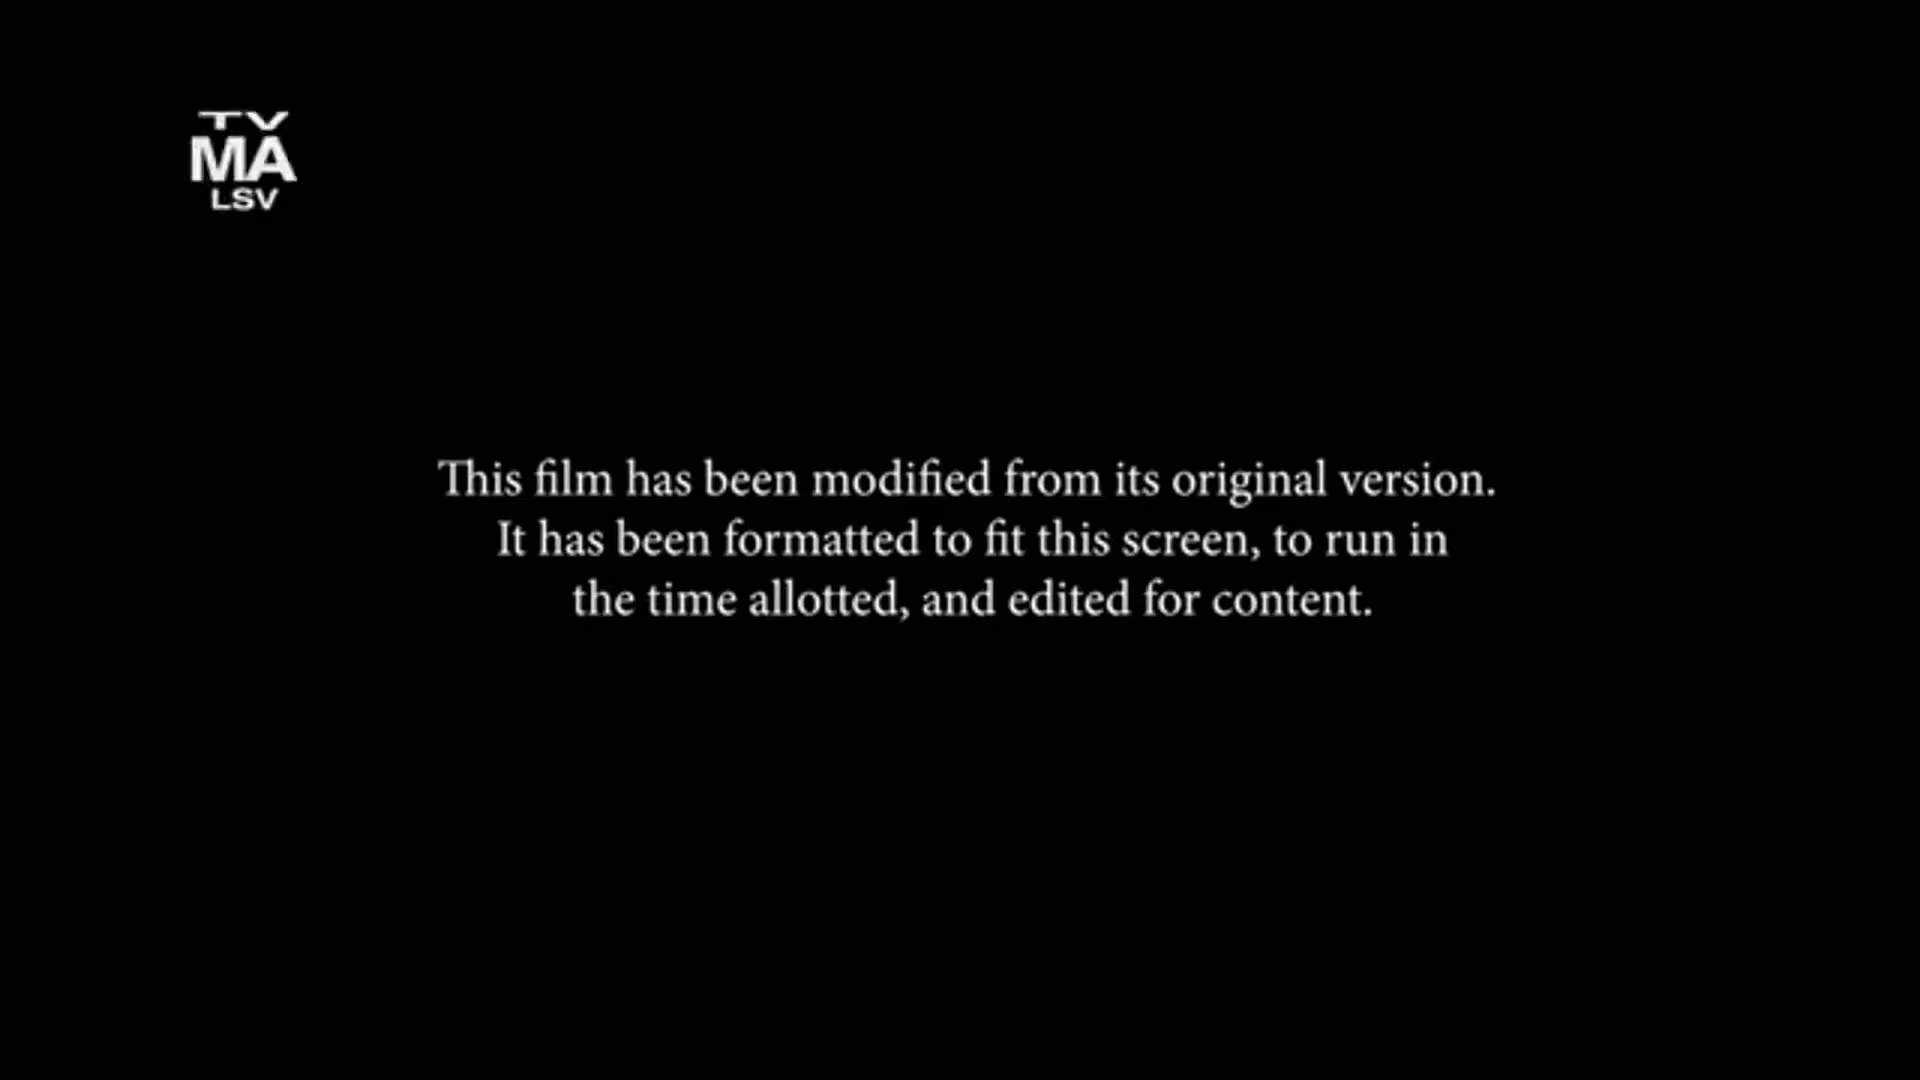 TV
MA
LSV
This film has been modified from its original version.
It has been formatted to fit this screen, to run in
the time allotted, and edited for content.